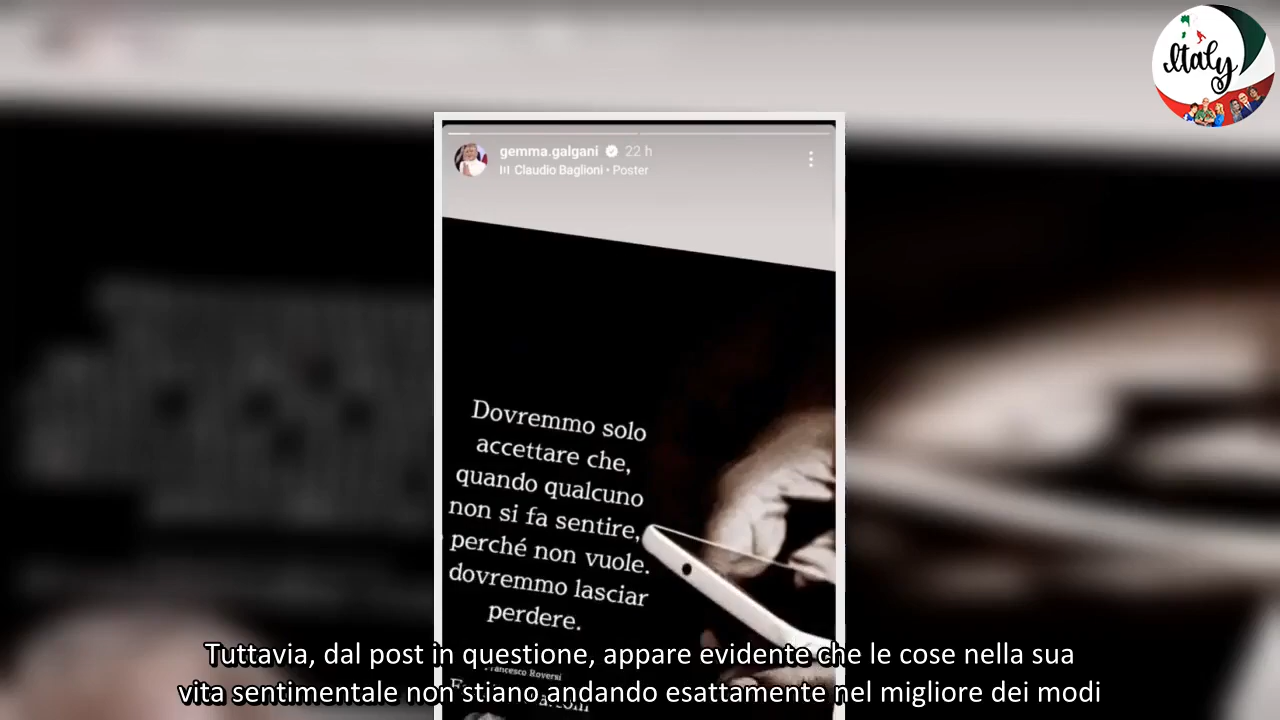 Italy
gemma.galgani 22 h
Claudio Baglioni • Poster
Dovremmo solo
accettare che,
quando qualcuno
non si fa sentire,
perché non vuole.
dovremmo lasciar
perdere.
Francesco Roversi
Tuttavia, dal post in questione, appare evidente che le cose nella sua
vita sentimentale non stiano andando esattamente nel migliore dei modi